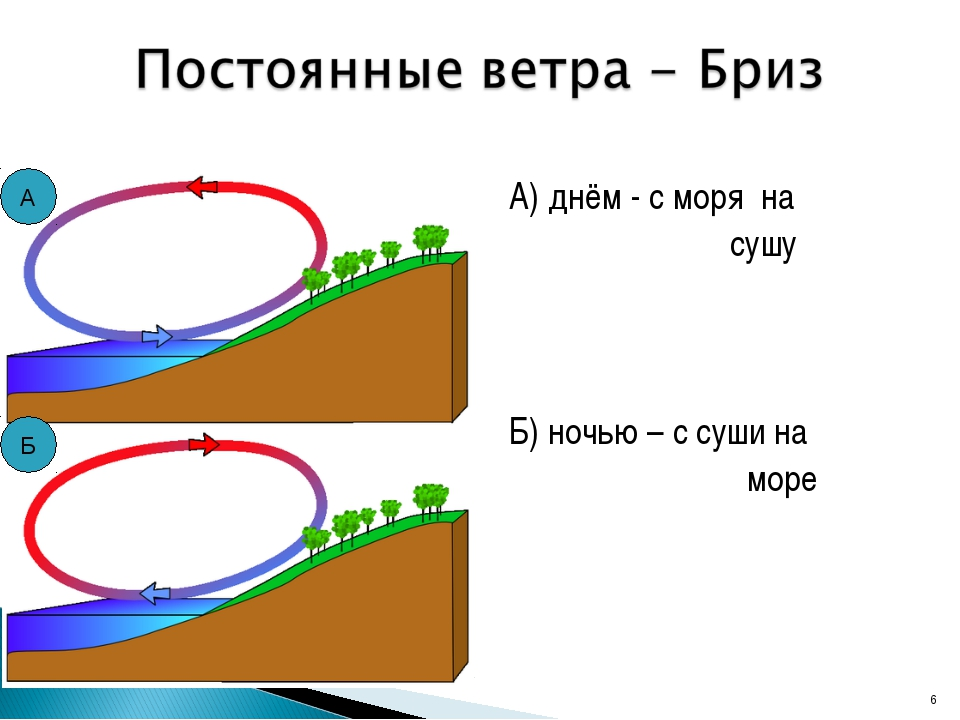 Постоянные ветра - Бриз
А
А) днём - с моря на
сушу
Б
Б) ночью – с суши на
море
6